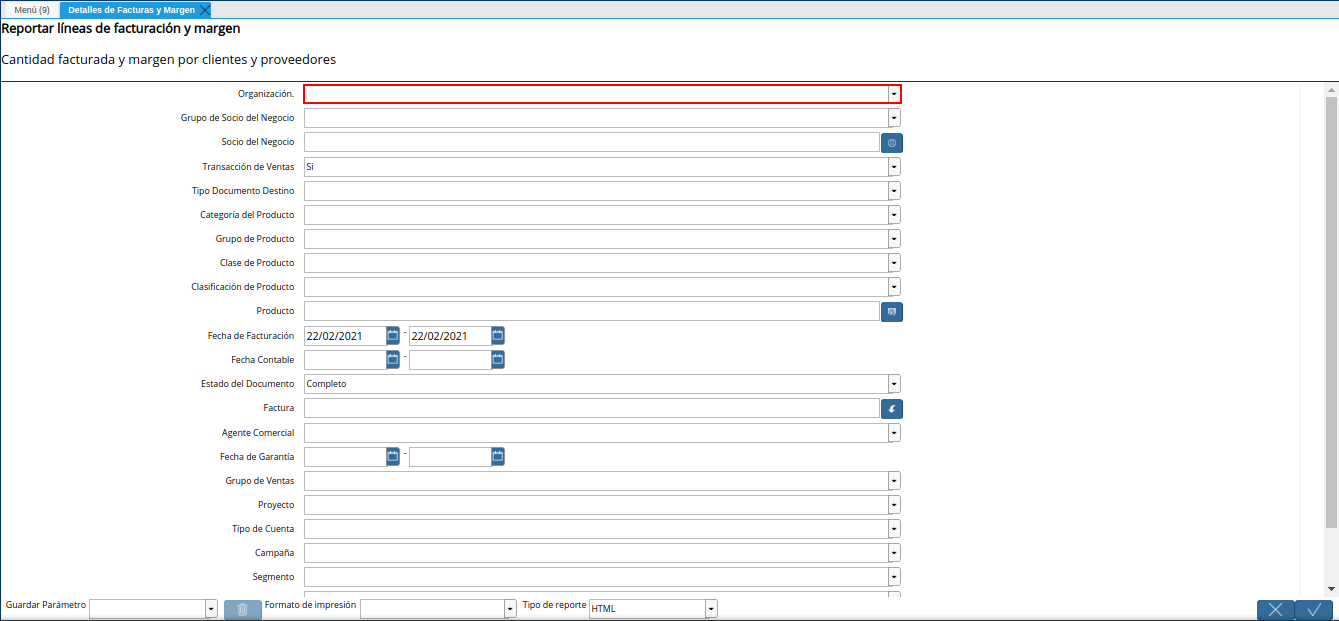 Menú (9) Detalles de Facturas y Margen
Reportar líneas de facturación y margen
Cantidad facturada y margen por clientes y proveedores
Organización.
Grupo de Socio del Negocio
Socio del Negocio
Transacción de Ventas Si
Tipo Documento Destino
Categoría del Producto
Grupo de Producto
Clase de Producto
Clasificación de Producto
Producto
Fecha de Facturación 22/02/2021 - 22/02/2021
Fecha Contable -
Estado del Documento Completo
Factura
Agente Comercial
Fecha de Garantía -
Grupo de Ventas
Proyecto
Tipo de Cuenta
Campaña
Segmento
Guardar Parámetro Formato de impresión Tipo de reporte HTML